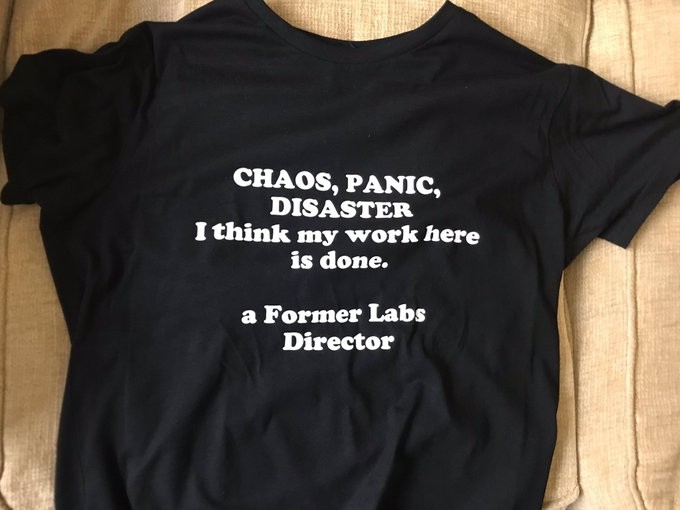 CHAOS, PANIC,
DISASTER
I think my work here
is done.
a Former Labs
Director